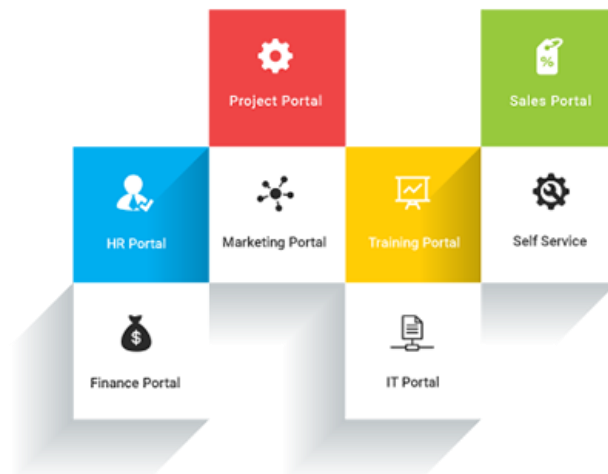 Project Portal
Sales Portal
HR Portal
Marketing Portal
Training Portal
Self Service
Finance Portal
IT Portal
%
$